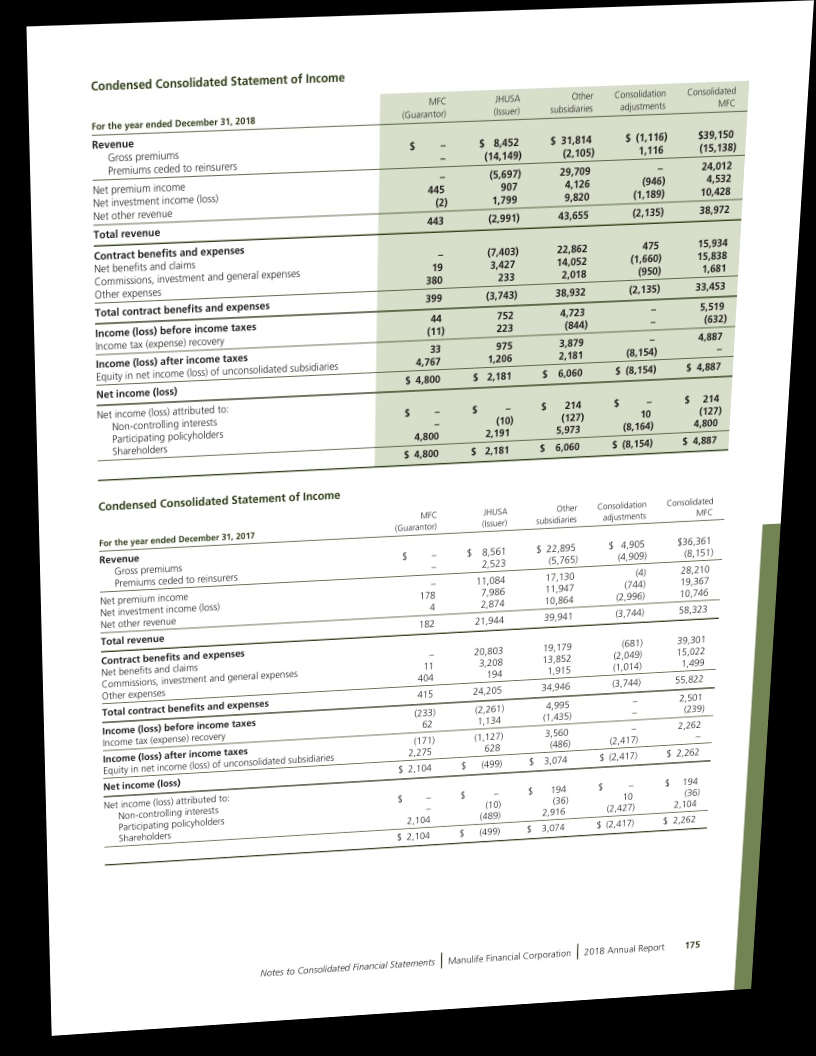 Condensed Consolidated Statement of Income
For the year ended December 31, 2018 MFC (Guarantor) JHUSA (Issuer) Other subsidiaries Consolidation adjustments Consolidated MFC
Revenue
Gross premiums $ – $ 8,452 $ 31,814 $ (1,116) $39,150
Premiums ceded to reinsurers – (14,149) (2,105) 1,116 (15,138)
Net premium income – (5,697) 29,709 – 24,012
Net investment income (loss) 445 907 4,126 (946) 4,532
Net other revenue (2) 1,799 9,820 (1,189) 10,428
Total revenue 443 (2,991) 43,655 (2,135) 38,972
Contract benefits and expenses
Net benefits and claims – (7,403) 22,862 475 15,934
Commissions, investment and general expenses 19 3,427 14,052 (1,660) 15,838
Other expenses 380 233 2,018 (950) 1,681
Total contract benefits and expenses 399 (3,743) 38,932 (2,135) 33,453
Income (loss) before income taxes 44 752 4,723 – 5,519
Income tax (expense) recovery (11) 223 (844) – (632)
Income (loss) after income taxes 33 975 3,879 – 4,887
Equity in net income (loss) of unconsolidated subsidiaries 4,767 1,206 2,181 (8,154) –
Net income (loss) $ 4,800 $ 2,181 $ 6,060 $ (8,154) $ 4,887
Net income (loss) attributed to:
Non-controlling interests $ – $ – $ 214 $ – $ 214
Participating policyholders – (10) (127) 10 (127)
Shareholders 4,800 2,191 5,973 (8,164) 4,800
$ 4,800 $ 2,181 $ 6,060 $ (8,154) $ 4,887
Condensed Consolidated Statement of Income
For the year ended December 31, 2017 MFC (Guarantor) JHUSA (Issuer) Other subsidiaries Consolidation adjustments Consolidated MFC
Revenue
Gross premiums $ – $ 8,561 $ 22,895 $ 4,905 $36,361
Premiums ceded to reinsurers – 2,523 (5,765) (4,909) (8,151)
Net premium income – 11,084 17,130 (4) 28,210
Net investment income (loss) 178 7,986 11,947 (744) 19,367
Net other revenue 4 2,874 10,864 (2,996) 10,746
Total revenue 182 21,944 39,941 (3,744) 58,323
Contract benefits and expenses
Net benefits and claims – 20,803 19,179 (681) 39,301
Commissions, investment and general expenses 11 3,208 13,852 (2,049) 15,022
Other expenses 404 194 1,915 (1,014) 1,499
Total contract benefits and expenses 415 24,205 34,946 (3,744) 55,822
Income (loss) before income taxes (233) (2,261) 4,995 – 2,501
Income tax (expense) recovery 62 1,134 (1,435) – (239)
Income (loss) after income taxes (171) (1,127) 3,560 – 2,262
Equity in net income (loss) of unconsolidated subsidiaries 2,275 628 (486) (2,417) –
Net income (loss) $ 2,104 $ (499) $ 3,074 $ (2,417) $ 2,262
Net income (loss) attributed to:
Non-controlling interests $ – $ – $ 194 $ – $ 194
Participating policyholders – (10) (36) 10 (36)
Shareholders 2,104 (489) 2,916 (2,427) 2,104
$ 2,104 $ (499) $ 3,074 $ (2,417) $ 2,262
Notes to Consolidated Financial Statements | Manulife Financial Corporation | 2018 Annual Report 175